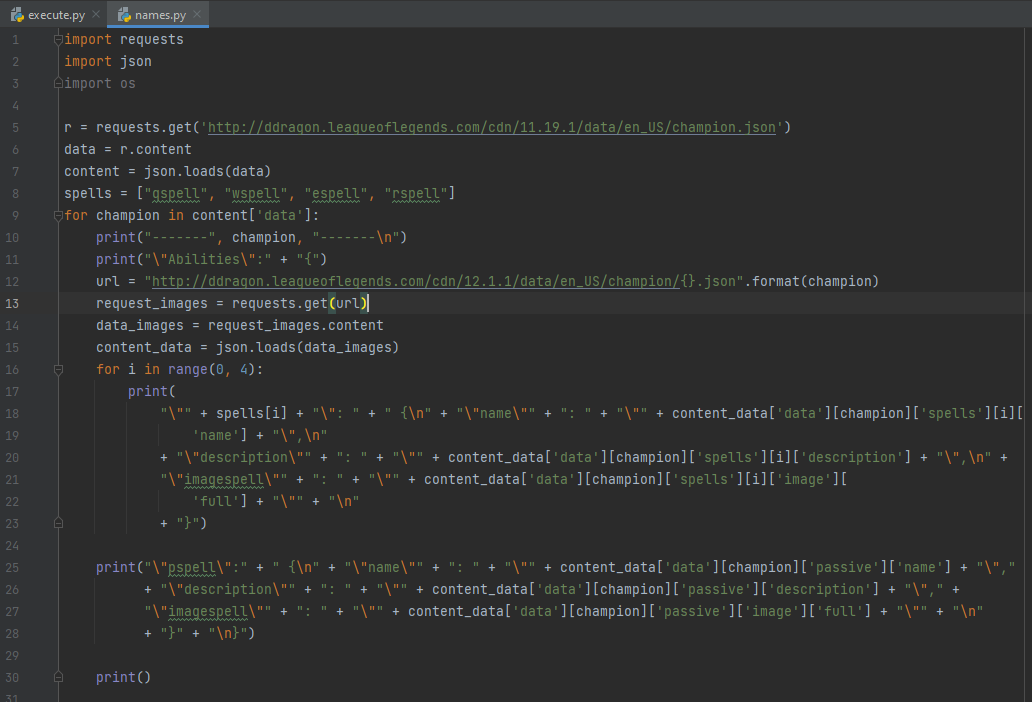 execute.py × names.py ×
1 import requests
2 import json
3 import os
4
5 r = requests.get('http://ddragon.leagueoflegends.com/cdn/11.19.1/data/en_US/champion.json')
6 data = r.content
7 content = json.loads(data)
8 spells = ["qspell", "wspell", "espell", "rspell"]
9 for champion in content['data']:
10     print("-------", champion, "-------\n")
11     print("\"Abilities\":" + "{")
12     url = "http://ddragon.leagueoflegends.com/cdn/12.1.1/data/en_US/champion/{}.json".format(champion)
13     request_images = requests.get(url)
14     data_images = request_images.content
15     content_data = json.loads(data_images)
16     for i in range(0, 4):
17         print(
18             "\"" + spells[i] + "\": " + " {\n" + "\"name\"" + ": " + "\"" + content_data['data'][champion]['spells'][i][
19                 'name'] + "\",\n"
20             + "\"description\"" + ": " + "\"" + content_data['data'][champion]['spells'][i]['description'] + "\",\n" +
21             "\"imagespell\"" + ": " + "\"" + content_data['data'][champion]['spells'][i]['image'][
22                 'full'] + "\"" + "\n"
23             + "}")
24
25     print("\"pspell\":" + " {\n" + "\"name\"" + ": " + "\"" + content_data['data'][champion]['passive']['name'] + "\","
26           + "\"description\"" + ": " + "\"" + content_data['data'][champion]['passive']['description'] + "\"," +
27           "\"imagespell\"" + ": " + "\"" + content_data['data'][champion]['passive']['image']['full'] + "\"" + "\n"
28           + "}" + "\n}")
29
30     print()
31